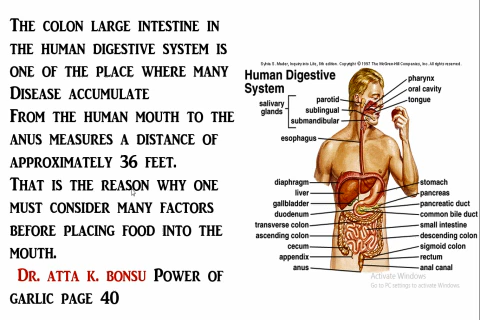 The colon large intestine in
the human digestive system is
one of the place where many
Disease accumulate
From the human mouth to the
anus measures a distance of
approximately 36 feet.
That is the reason why one
must consider many factors
before placing food into the
mouth.
Dr. Atta K. Bonsu Power of
garlic page 40
Human Digestive
System
salivary
glands
parotid
sublingual
submandibular
esophagus
diaphragm
liver
gallbladder
duodenum
transverse colon
ascending colon
cecum
appendix
anus
pharynx
oral cavity
tongue
stomach
pancreas
pancreatic duct
common bile duct
small intestine
descending colon
sigmoid colon
rectum
anal canal
Activate Windows
Go to PC settings to activate Windows.